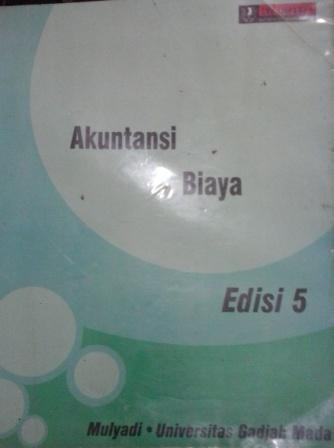 Akuntansi
Biaya
Edisi 5
Mulyadi • Universitas Gadjah Mada